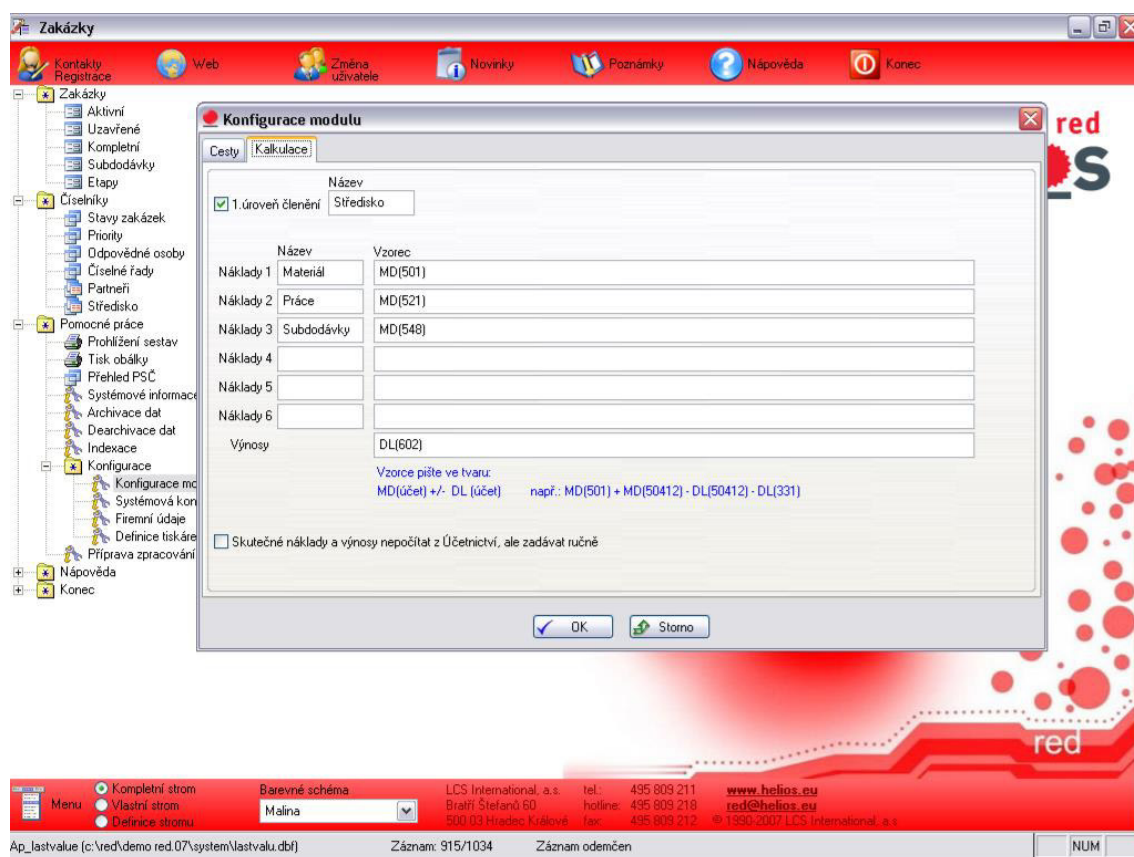 Zakázky
Kontakty
Registrace
Web
Změna
uživatele
Novinky
Poznámky
Nápověda
Konec
Zakázky
Aktivní
Uzavřené
Kompletní
Subdodávky
Etapy
Číselníky
Stavy zakázek
Priority
Odpovědné osoby
Číselné řady
Partneři
Středisko
Pomocné práce
Prohlížení sestav
Tisk obálky
Přehled PSČ
Systémové informace
Archivace dat
Dearchivace dat
Indexace
Konfigurace
Konfigurace mo
Systémová kon
Firemní údaje
Definice tiskáre
Příprava zpracování
Nápověda
Konec
Konfigurace modulu
Cesty
Kalkulace
Název
1.úroveň členění Středisko
Název Vzorec
Náklady 1 Materiál MD(501)
Náklady 2 Práce MD(521)
Náklady 3 Subdodávky MD(548)
Náklady 4
Náklady 5
Náklady 6
Výnosy DL(602)
Vzorce pište ve tvaru:
MD(účet) +/- DL (účet) např.: MD(501) + MD(50412) - DL(50412) - DL(331)
Skutečné náklady a výnosy nepočítat z Účetnictví, ale zadávat ručně
OK
Storno
red
S
red
Menu
Kompletní strom
Vlastní strom
Definice stromu
Barevné schéma
Malina
LCS International, a.s. tel.: 495 809 211 www.helios.eu
Bratří Štefanů 60 hotline: 495 809 218 red@helios.eu
500 03 Hradec Králové fax: 495 809 212 © 1990-2007 LCS International, a.s.
Ap_lastvalue (c:\red\demo red.07\system\lastvalu.dbf) Záznam: 915/1034 Záznam odemčen NUM